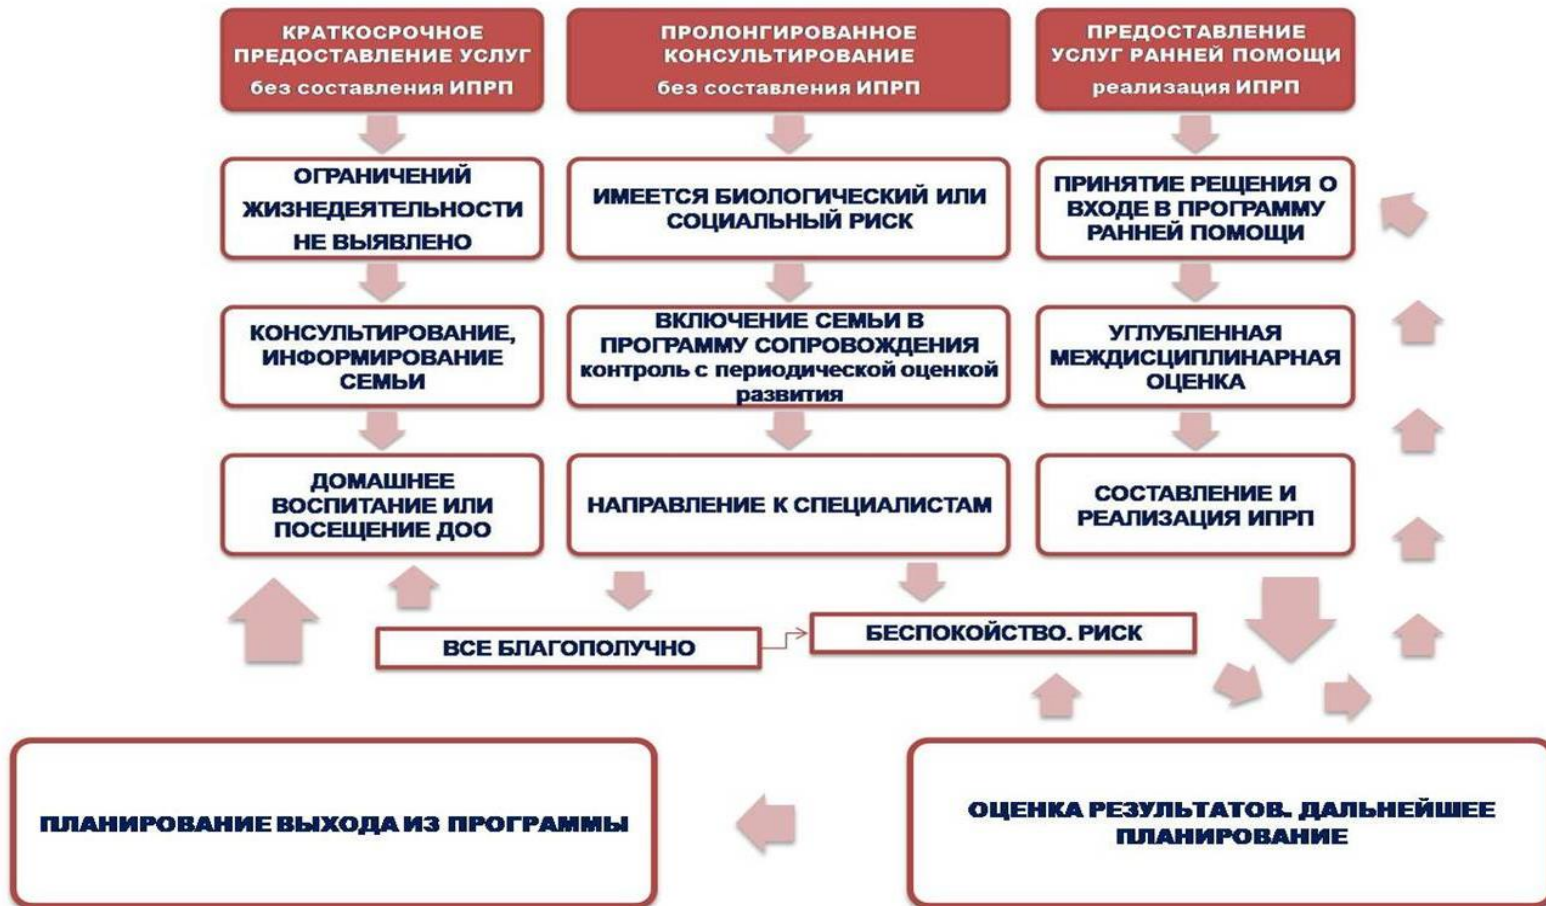 КРАТКОСРОЧНОЕ
ПРЕДОСТАВЛЕНИЕ УСЛУГ
без составления ИПРП
ПРОЛОНГИРОВАННОЕ
КОНСУЛЬТИРОВАНИЕ
без составления ИПРП
ПРЕДОСТАВЛЕНИЕ
УСЛУГ РАННЕЙ ПОМОЩИ
реализация ИПРП
ОГРАНИЧЕНИЙ
ЖИЗНЕДЕЯТЕЛЬНОСТИ
НЕ ВЫЯВЛЕНО
ИМЕЕТСЯ БИОЛОГИЧЕСКИЙ ИЛИ
СОЦИАЛЬНЫЙ РИСК
ПРИНЯТИЕ РЕЩЕНИЯ О
ВХОДЕ В ПРОГРАММУ
РАННЕЙ ПОМОЩИ
КОНСУЛЬТИРОВАНИЕ,
ИНФОРМИРОВАНИЕ
СЕМЬИ
ВКЛЮЧЕНИЕ СЕМЬИ В
ПРОГРАММУ СОПРОВОЖДЕНИЯ
контроль с периодической оценкой
развития
УГЛУБЛЕННАЯ
МЕЖДИСЦИПЛИНАРНАЯ
ОЦЕНКА
ДОМАШНЕЕ
ВОСПИТАНИЕ ИЛИ
ПОСЕЩЕНИЕ ДОО
НАПРАВЛЕНИЕ К СПЕЦИАЛИСТАМ
СОСТАВЛЕНИЕ И
РЕАЛИЗАЦИЯ ИПРП
ВСЕ БЛАГОПОЛУЧНО
БЕСПОКОЙСТВО. РИСК
ПЛАНИРОВАНИЕ ВЫХОДА ИЗ ПРОГРАММЫ
ОЦЕНКА РЕЗУЛЬТАТОВ. ДАЛЬНЕЙШЕЕ
ПЛАНИРОВАНИЕ